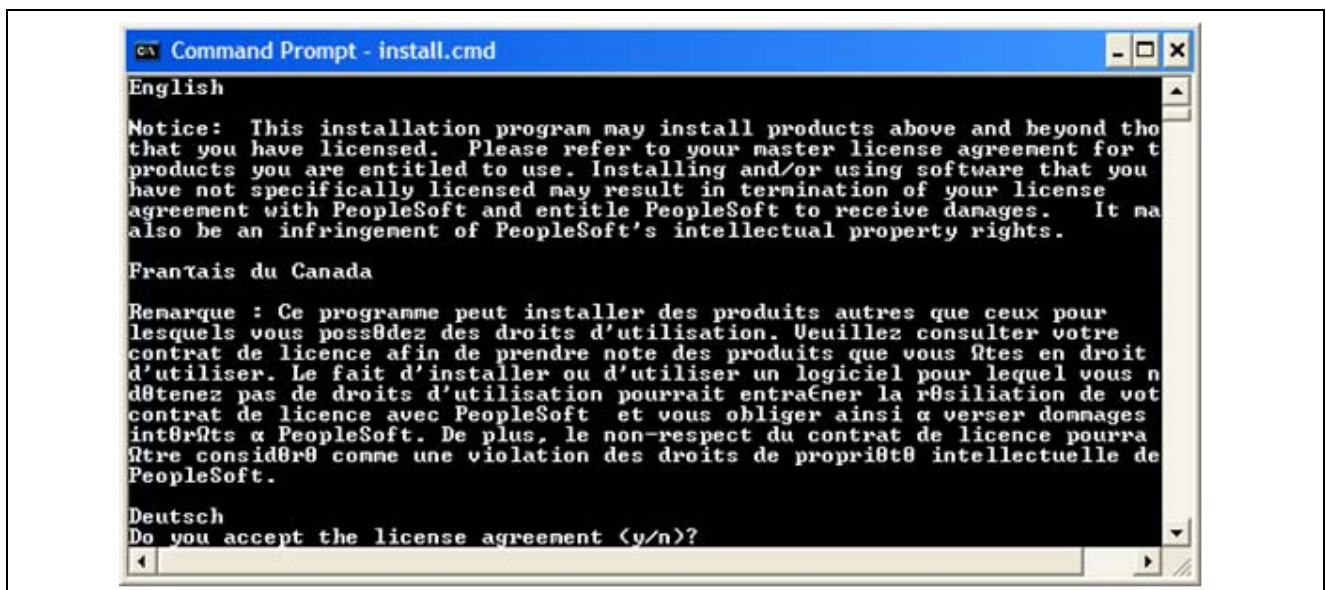 Command Prompt - install.cmd
English
Notice:  This installation program may install products above and beyond tho
that you have licensed.  Please refer to your master license agreement for t
products you are entitled to use. Installing and/or using software that you
have not specifically licensed may result in termination of your license
agreement with PeopleSoft and entitle PeopleSoft to receive damages.   It ma
also be an infringement of PeopleSoft's intellectual property rights.
Franτais du Canada
Remarque : Ce programme peut installer des produits autres que ceux pour
lesquels vous possΘdez des droits d'utilisation. Veuillez consulter votre
contrat de licence afin de prendre note des produits que vous Ωtes en droit
d'utiliser. Le fait d'installer ou d'utiliser un logiciel pour lequel vous n
dΘtenez pas de droits d'utilisation pourrait entraεner la rΘsiliation de vot
contrat de licence avec PeopleSoft  et vous obliger ainsi α verser dommages
intΘrΩts α PeopleSoft. De plus, le non-respect du contrat de licence pourra
Ωtre considΘrΘ comme une violation des droits de propriΘtΘ intellectuelle de
PeopleSoft.
Deutsch
Do you accept the license agreement (y/n)?